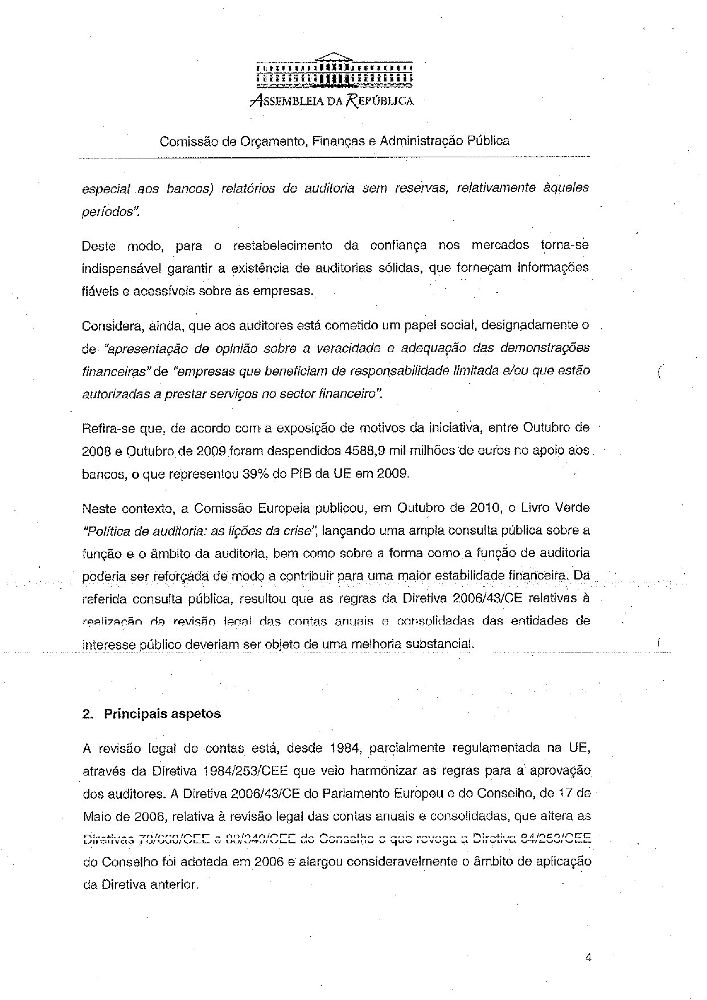 ASSEMBLEIA DA REPÚBLICA
Comissão de Orçamento, Finanças e Administração Pública
especial aos bancos) relatórios de auditoria sem reservas, relativamente àqueles
períodos”.
Deste modo, para o restabelecimento da confiança nos mercados torna-se
indispensável garantir a existência de auditorias sólidas, que forneçam informações
fiáveis e acessíveis sobre as empresas.
Considera, ainda, que aos auditores está cometido um papel social, designadamente o
de “apresentação de opinião sobre a veracidade e adequação das demonstrações
financeiras” de “empresas que beneficiam de responsabilidade limitada e/ou que estão
autorizadas a prestar serviços no sector financeiro”.
Refira-se que, de acordo com a exposição de motivos da iniciativa, entre Outubro de
2008 e Outubro de 2009 foram despendidos 4588,9 mil milhões de euros no apoio aos
bancos, o que representou 39% do PIB da UE em 2009.
Neste contexto, a Comissão Europeia publicou, em Outubro de 2010, o Livro Verde
“Política de auditoria: as lições da crise”, lançando uma ampla consulta pública sobre a
função e o âmbito da auditoria, bem como sobre a forma como a função de auditoria
poderia ser reforçada de modo a contribuir para uma maior estabilidade financeira. Da
referida consulta pública, resultou que as regras da Diretiva 2006/43/CE relativas à
realização da revisão legal das contas anuais e consolidadas das entidades de
interesse público deveriam ser objeto de uma melhoria substancial.
2. Principais aspetos
A revisão legal de contas está, desde 1984, parcialmente regulamentada na UE,
através da Diretiva 1984/253/CEE que veio harmonizar as regras para a aprovação
dos auditores. A Diretiva 2006/43/CE do Parlamento Europeu e do Conselho, de 17 de
Maio de 2006, relativa à revisão legal das contas anuais e consolidadas, que altera as
Diretivas do Conselho e que revoga a Diretiva 84/253/CEE
do Conselho foi adotada em 2006 e alargou consideravelmente o âmbito de aplicação
da Diretiva anterior.
4